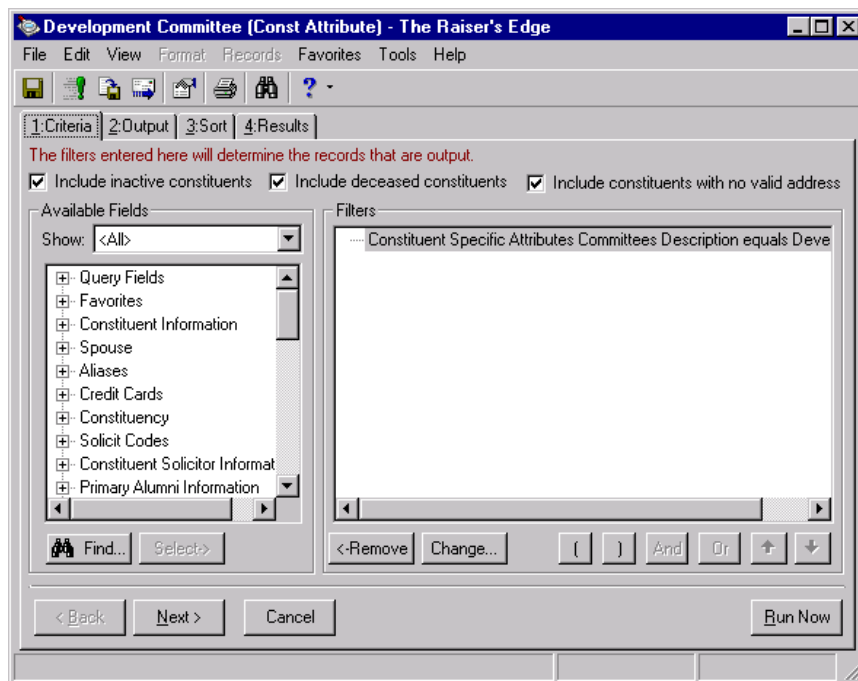 Development Committee (Const Attribute) - The Raiser's Edge
File Edit View Format Records Favorites Tools Help
1:Criteria 2:Output 3:Sort 4:Results
The filters entered here will determine the records that are output.
Include inactive constituents Include deceased constituents Include constituents with no valid address
Available Fields Filters
Show: <All>
Constituent Specific Attributes Committees Description equals Deve
Query Fields
Favorites
Constituent Information
Spouse
Aliases
Credit Cards
Constituency
Solicit Codes
Constituent Solicitor Informat
Primary Alumni Information
Find... Select-> <-Remove Change... ( ) And Or
< Back Next > Cancel Run Now